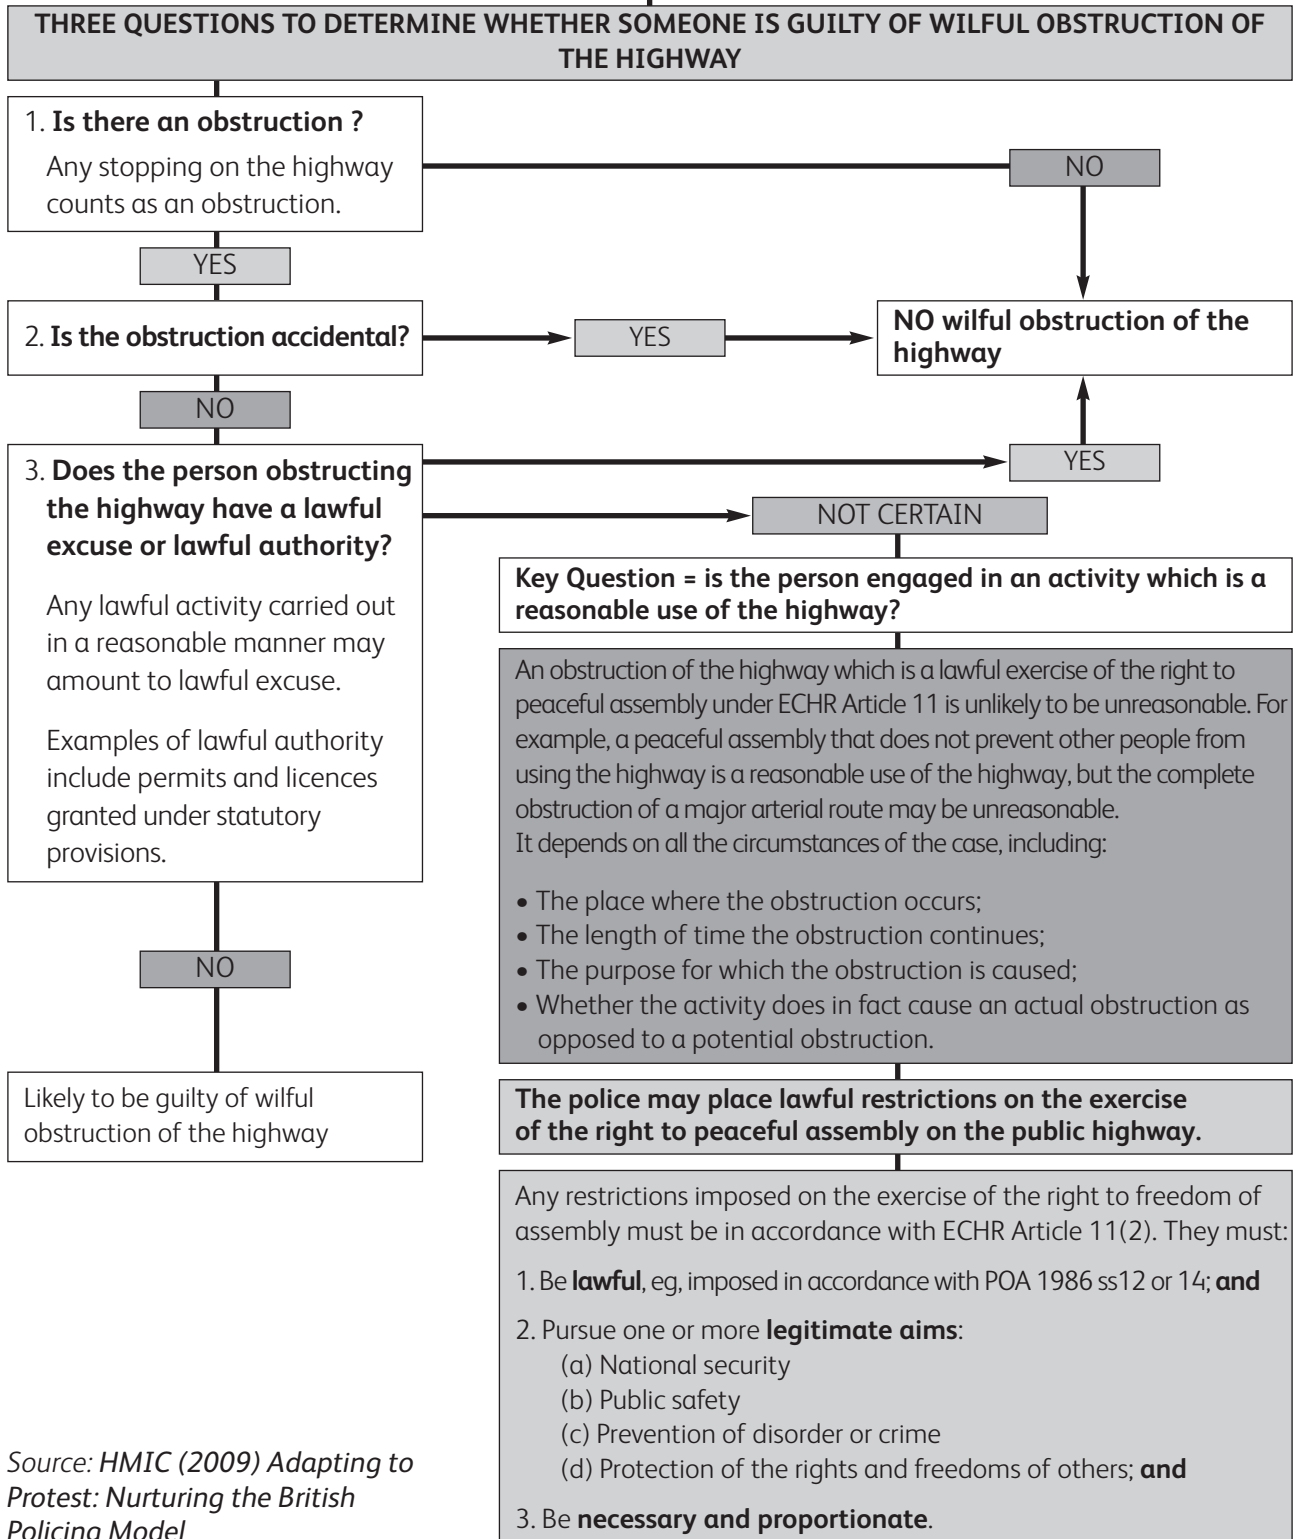 THREE QUESTIONS TO DETERMINE WHETHER SOMEONE IS GUILTY OF WILFUL OBSTRUCTION OF
THE HIGHWAY
1. Is there an obstruction ?
Any stopping on the highway
counts as an obstruction.
NO
YES
2. Is the obstruction accidental?
YES
NO wilful obstruction of the
highway
NO
3. Does the person obstructing
the highway have a lawful
excuse or lawful authority?
Any lawful activity carried out
in a reasonable manner may
amount to lawful excuse.
Examples of lawful authority
include permits and licences
granted under statutory
provisions.
YES
NOT CERTAIN
Key Question = is the person engaged in an activity which is a
reasonable use of the highway?
An obstruction of the highway which is a lawful exercise of the right to
peaceful assembly under ECHR Article 11 is unlikely to be unreasonable. For
example, a peaceful assembly that does not prevent other people from
using the highway is a reasonable use of the highway, but the complete
obstruction of a major arterial route may be unreasonable.
It depends on all the circumstances of the case, including:
• The place where the obstruction occurs;
• The length of time the obstruction continues;
• The purpose for which the obstruction is caused;
• Whether the activity does in fact cause an actual obstruction as
opposed to a potential obstruction.
NO
Likely to be guilty of wilful
obstruction of the highway
The police may place lawful restrictions on the exercise
of the right to peaceful assembly on the public highway.
Any restrictions imposed on the exercise of the right to freedom of
assembly must be in accordance with ECHR Article 11(2). They must:
1. Be lawful, eg, imposed in accordance with POA 1986 ss12 or 14; and
2. Pursue one or more legitimate aims:
(a) National security
(b) Public safety
(c) Prevention of disorder or crime
(d) Protection of the rights and freedoms of others; and
3. Be necessary and proportionate.
Source: HMIC (2009) Adapting to
Protest: Nurturing the British
Policing Model